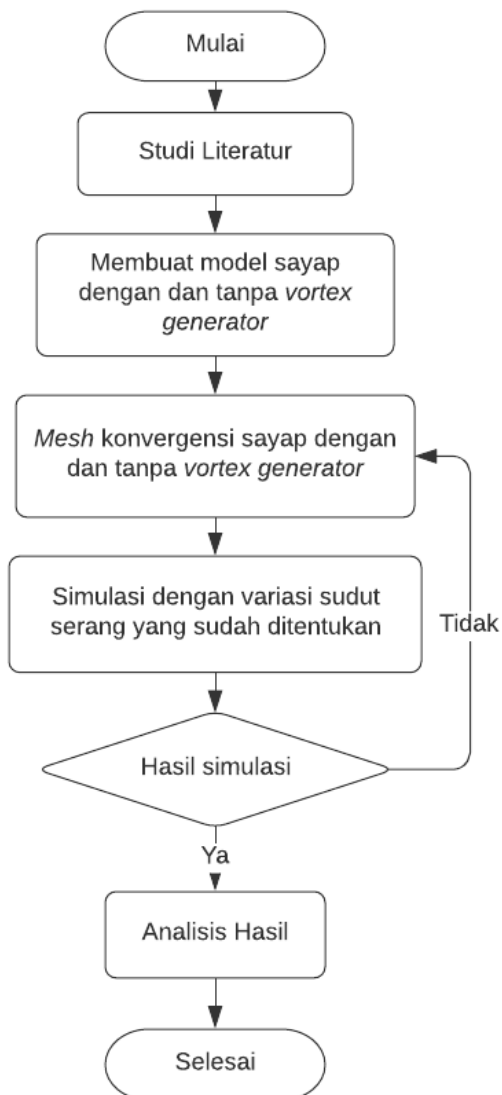 Mulai
Studi Literatur
Membuat model sayap
dengan dan tanpa vortex
generator
Mesh konvergensi sayap dengan
dan tanpa vortex generator
Simulasi dengan variasi sudut
serang yang sudah ditentukan
Tidak
Hasil simulasi
Ya
Analisis Hasil
Selesai